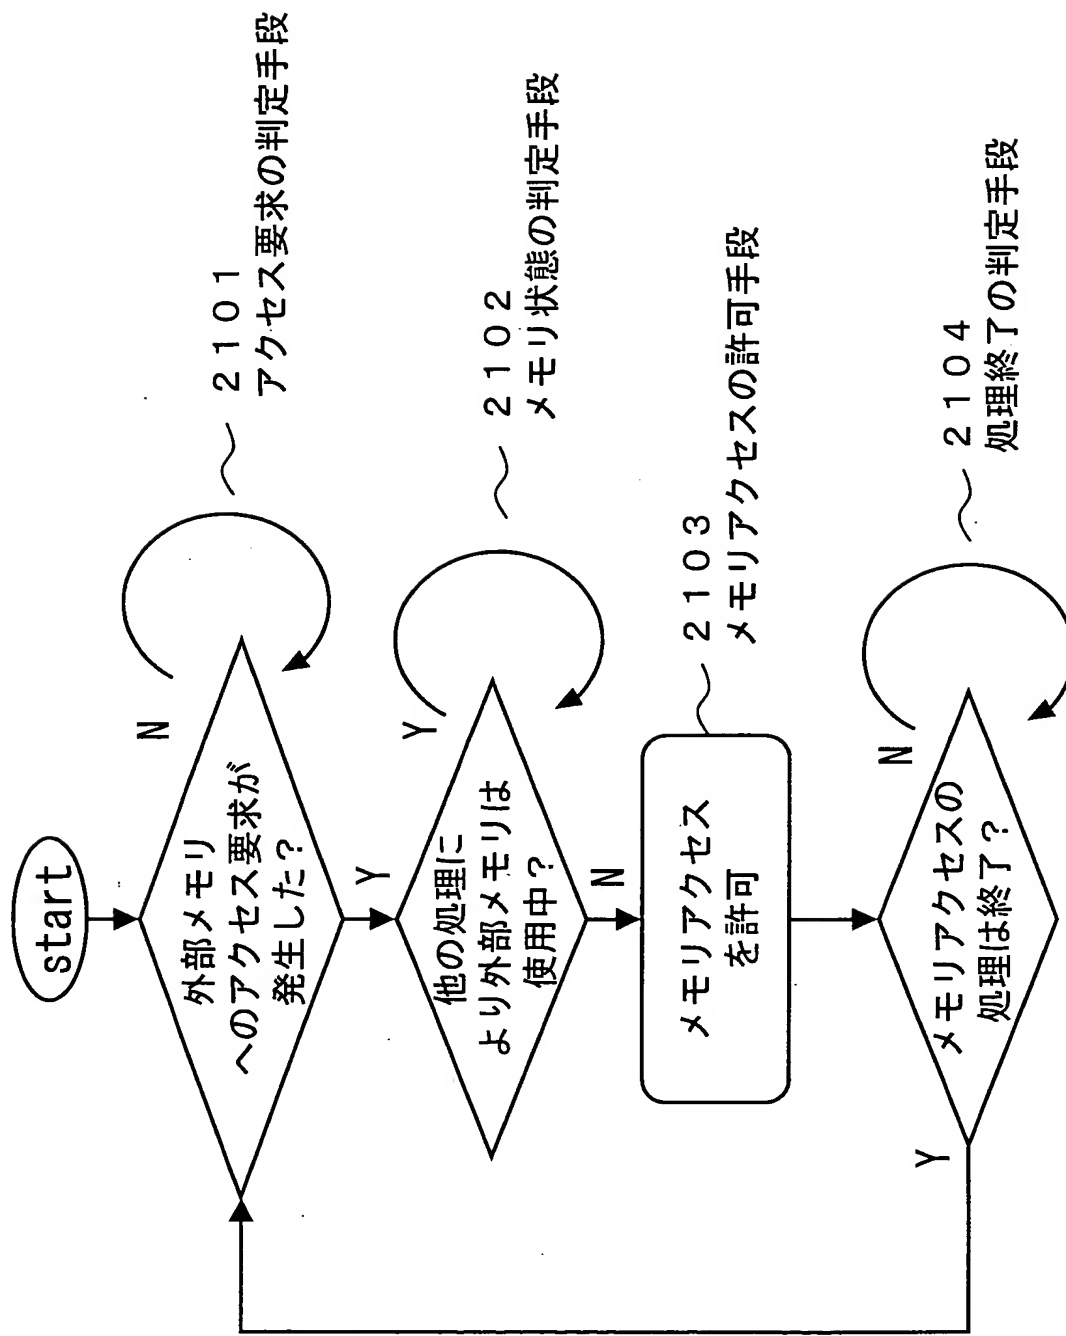 start
外部メモリ
へのアクセス要求が
発生した？
N
Y
2101
アクセス要求の判定手段
他の処理に
より外部メモリは
使用中？
Y
N
2102
メモリ状態の判定手段
メモリアクセス
を許可
2103
メモリアクセスの許可手段
メモリアクセスの
処理は終了？
N
Y
2104
処理終了の判定手段